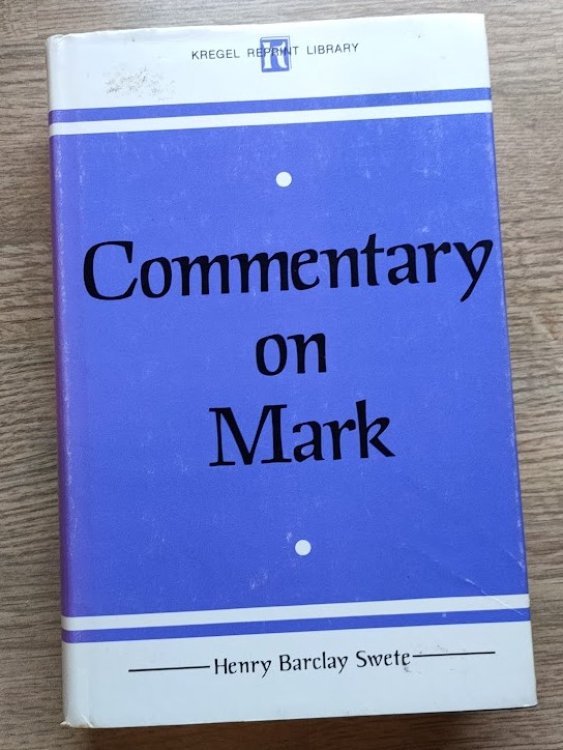 KREGEL REPRINT LIBRARY
Commentary
on
Mark
Henry Barclay Swete